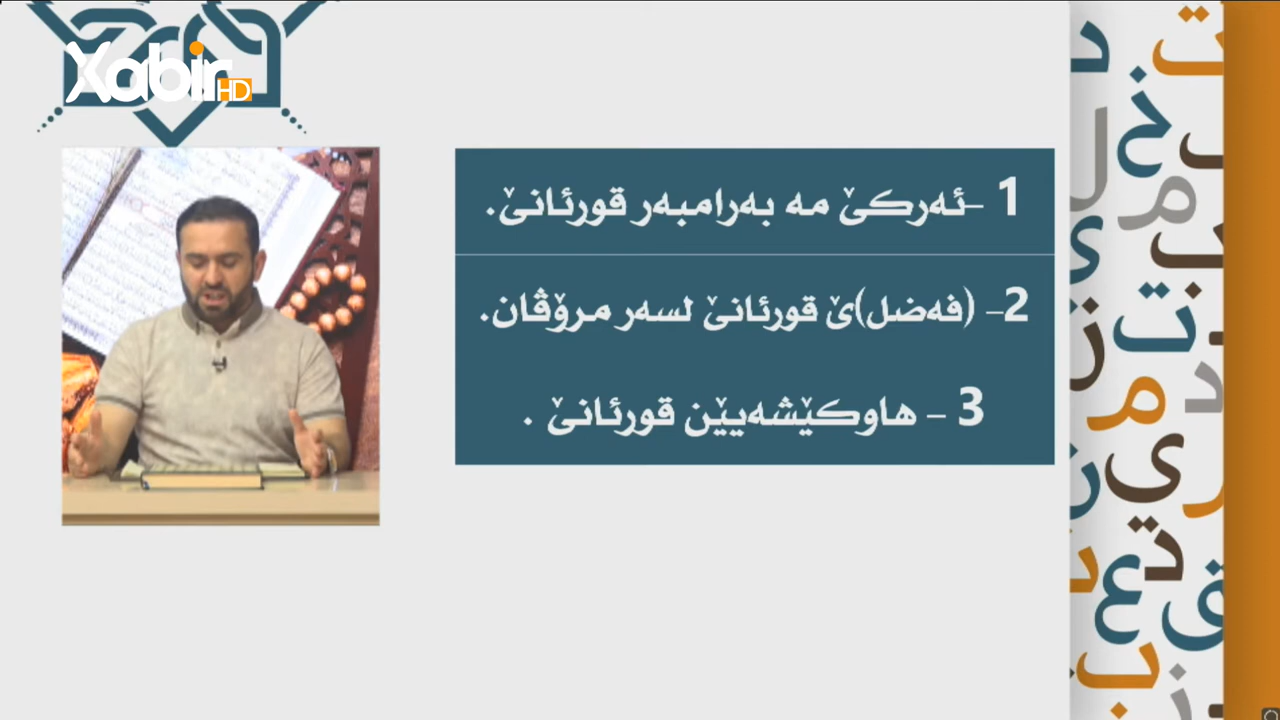 Xabir HD
1 –ئەرکێ مە بەرامبەر قورئانێ.
2– (فەضل)ێ قورئانێ لسەر مرۆڤان.
3 – هاوکێشەیێن قورئانێ .